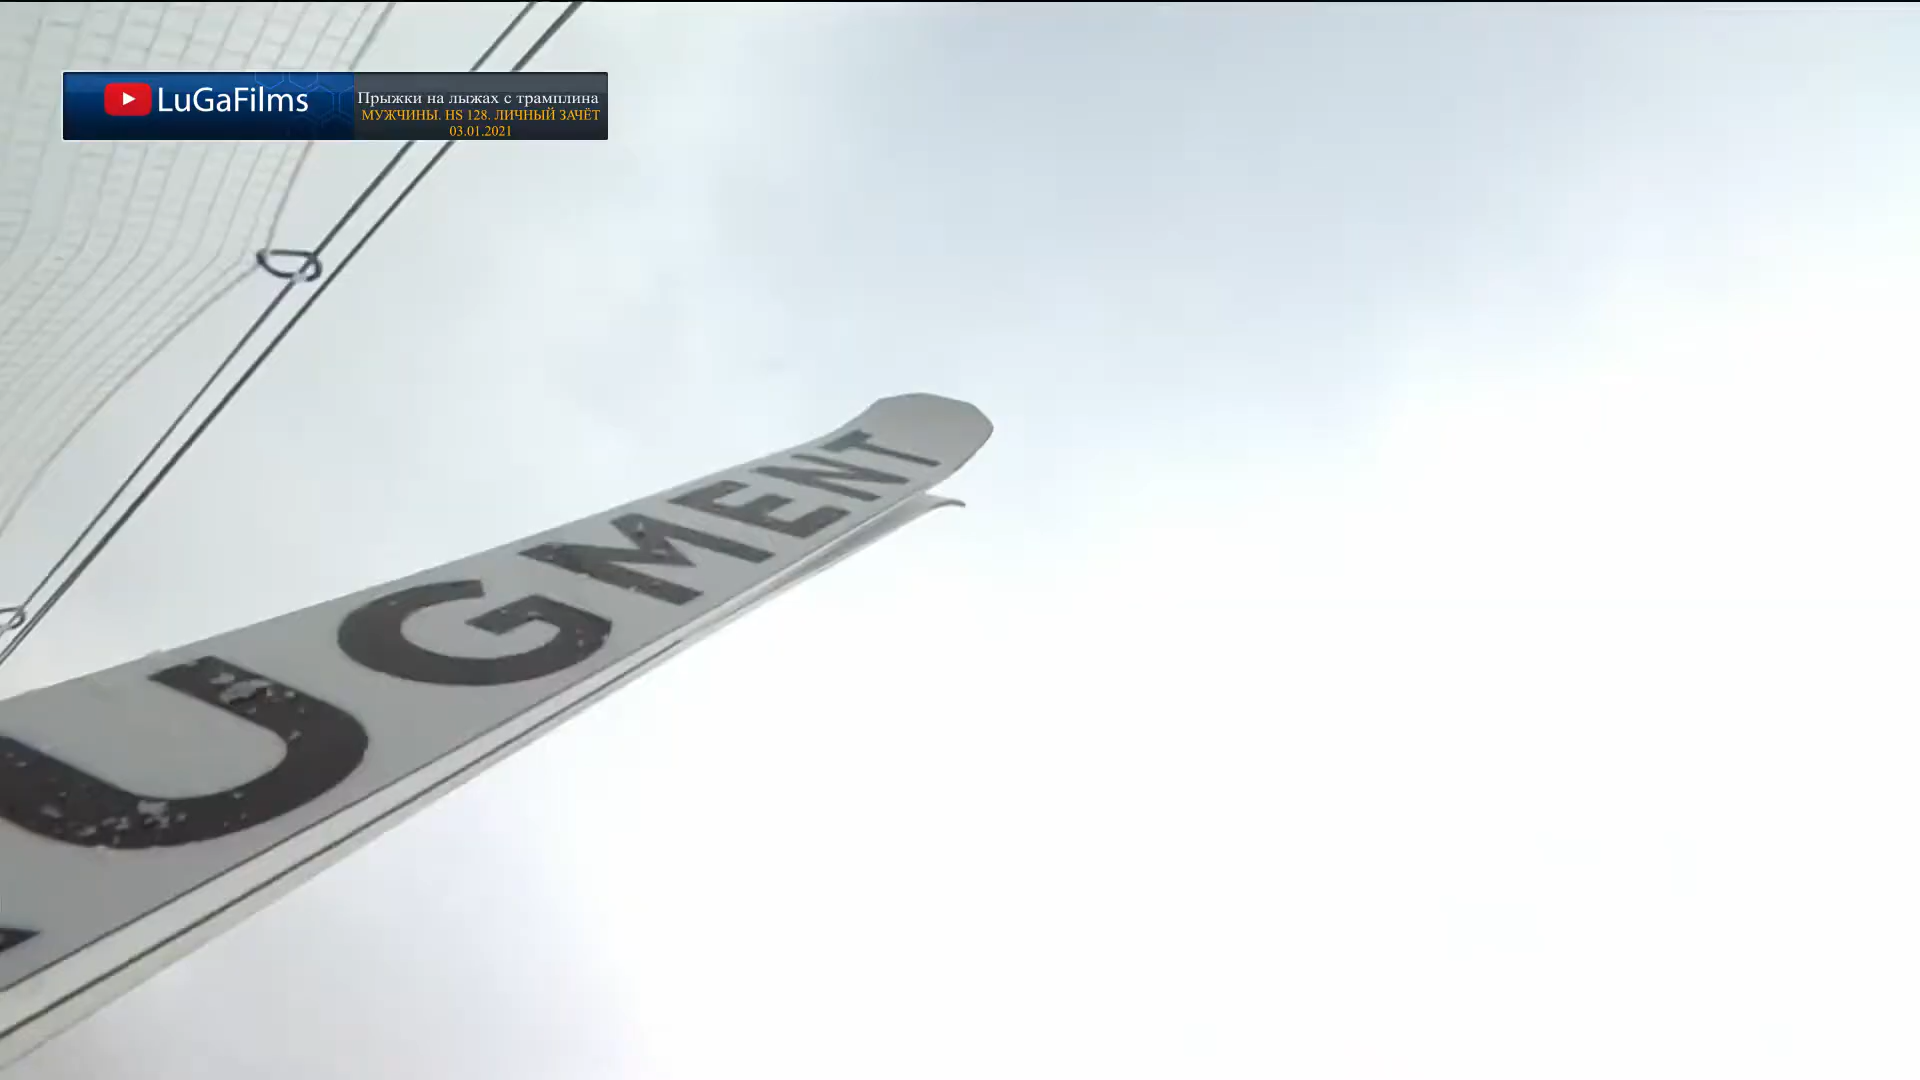 LuGaFilms
Прыжки на лыжах с трамплина
МУЖЧИНЫ. HS 128. ЛИЧНЫЙ ЗАЧЁТ
03.01.2021
UGMENT